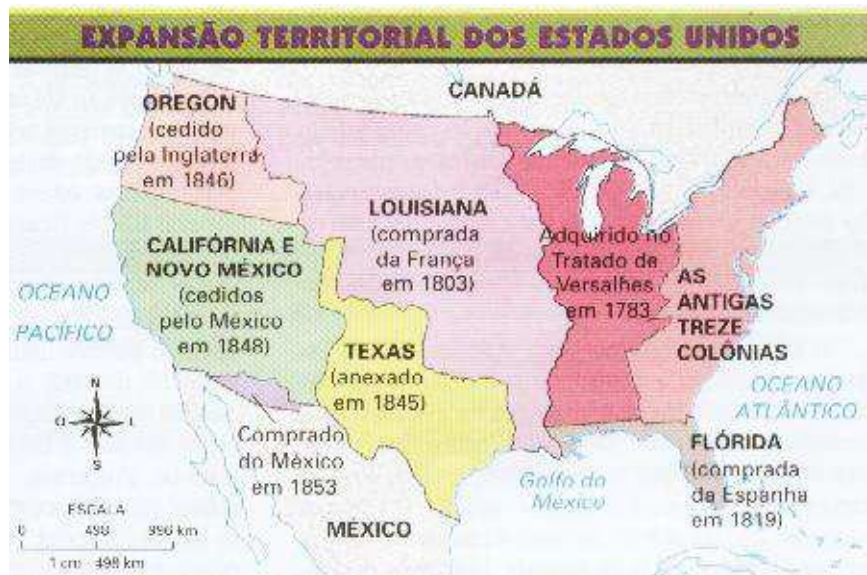 EXPANSÃO TERRITORIAL DOS ESTADOS UNIDOS
CANADÁ
OREGON
(cedido
pela Inglaterra
em 1846)
LOUISIANA
(comprada
da França
em 1803)
Adquirido no
Tratado de
Versalhes
em 1783
AS
ANTIGAS
TREZE
COLÔNIAS
CALIFÓRNIA E
NOVO MÉXICO
(cedidos
pelo Mexico
em 1848)
OCEANO
PACÍFICO
TEXAS
(anexado
em 1845)
OCEANO
ATLÂNTICO
N
O L
S
Comprado
do México
em 1853
FLÓRIDA
(comprada
da Espanha
em 1819)
Golfo do
México
MÉXICO
ESCALA
0 498 996 km
1 cm - 498 km